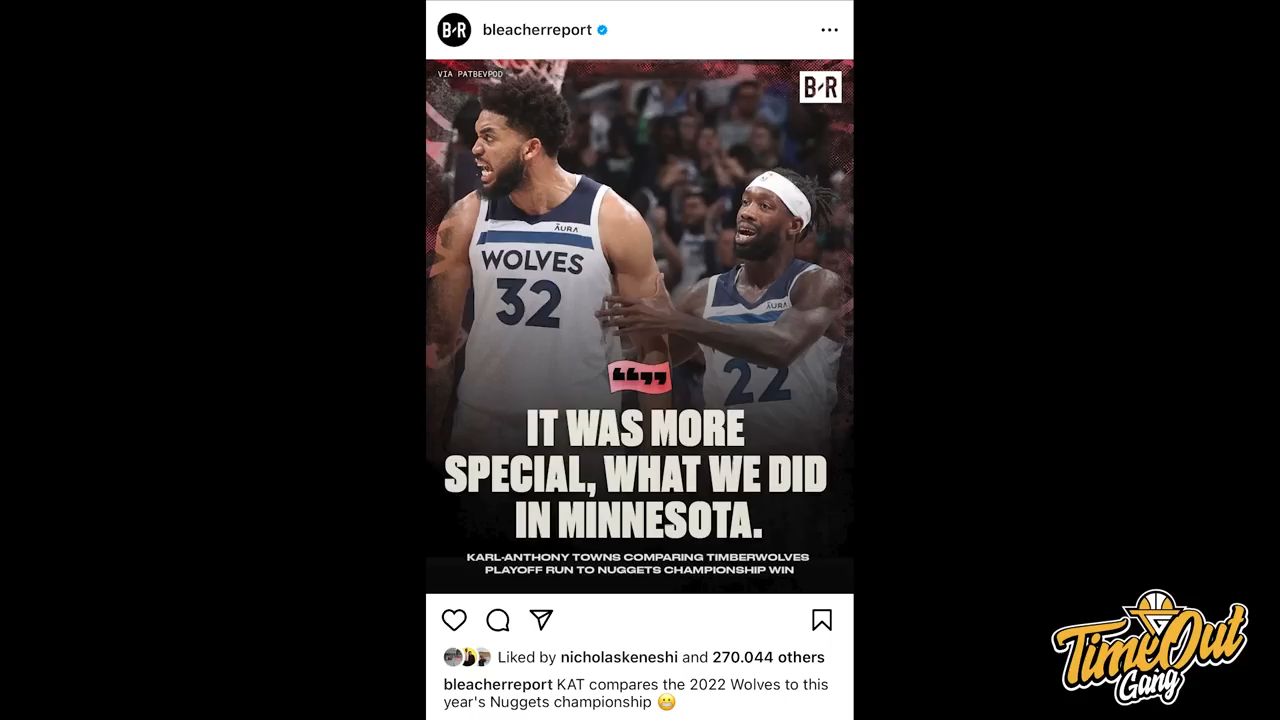 B-R
bleacherreport
VIA PATBEVPOD
B-R
AURA
WOLVES
32
AURA
22
IT WAS MORE
SPECIAL, WHAT WE DID
IN MINNESOTA.
KARL-ANTHONY TOWNS COMPARING TIMBERWOLVES
PLAYOFF RUN TO NUGGETS CHAMPIONSHIP WIN
Liked by nicholaskeneshi and 270.044 others
bleacherreport KAT compares the 2022 Wolves to this
year's Nuggets championship 😬
TimeOut
Gang